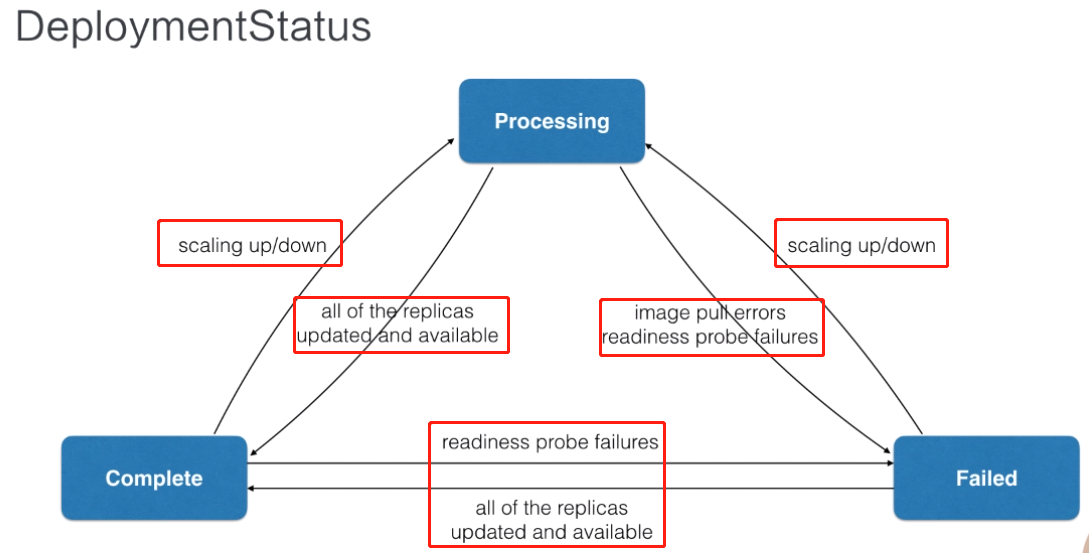 DeploymentStatus
Processing
scaling up/down
scaling up/down
all of the replicas
updated and available
image pull errors
readiness probe failures
readiness probe failures
Complete
Failed
all of the replicas
updated and available